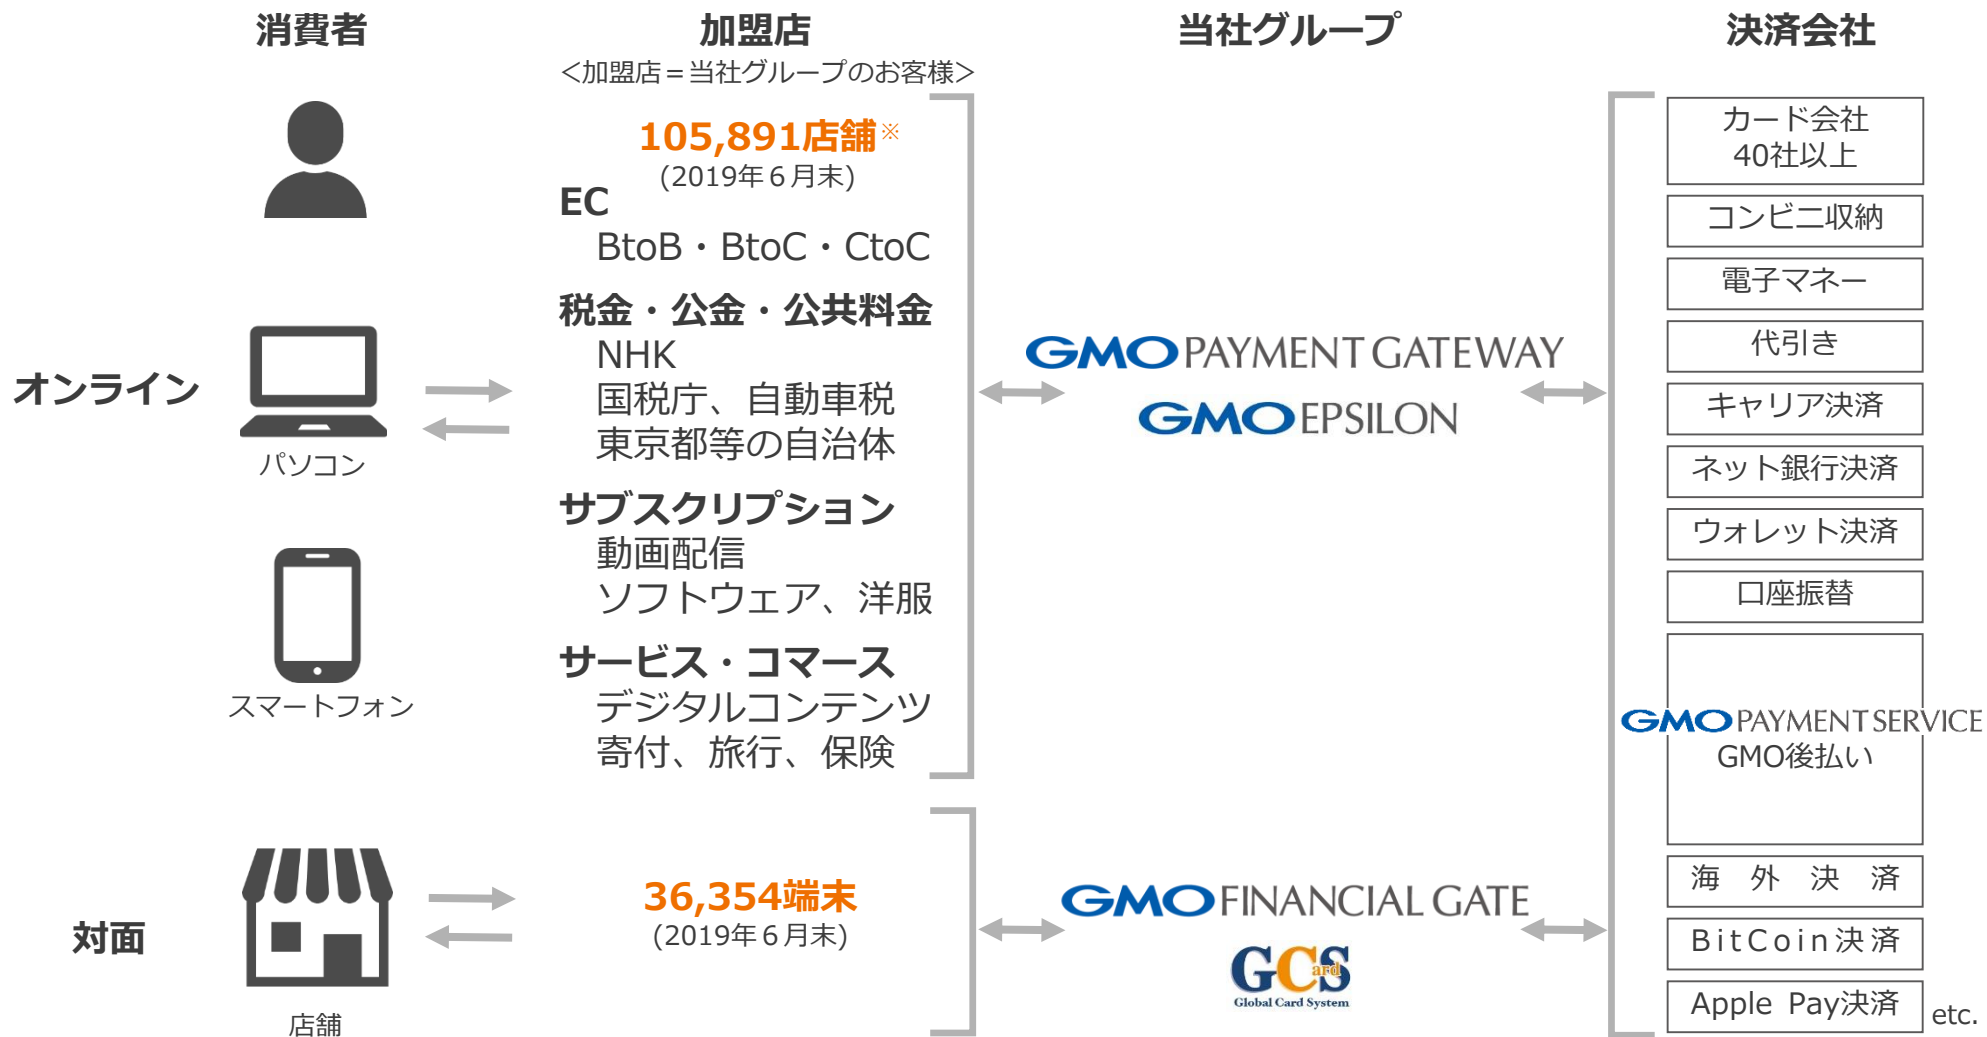 消費者
加盟店
<加盟店=当社グループのお客様>
当社グループ
決済会社
オンライン
パソコン
スマートフォン
105,891店舗※
(2019年6月末)
EC
BtoB・BtoC・CtoC
税金・公金・公共料金
NHK
国税庁、自動車税
東京都等の自治体
サブスクリプション
動画配信
ソフトウェア、洋服
サービス・コマース
デジタルコンテンツ
寄付、旅行、保険
GMO PAYMENT GATEWAY
GMO EPSILON
対面
店舗
36,354端末
(2019年6月末)
GMO FINANCIAL GATE
GCardS
Global Card System
カード会社
40社以上
コンビニ収納
電子マネー
代引き
キャリア決済
ネット銀行決済
ウォレット決済
口座振替
GMO PAYMENT SERVICE
GMO後払い
海外決済
BitCoin決済
Apple Pay決済
etc.